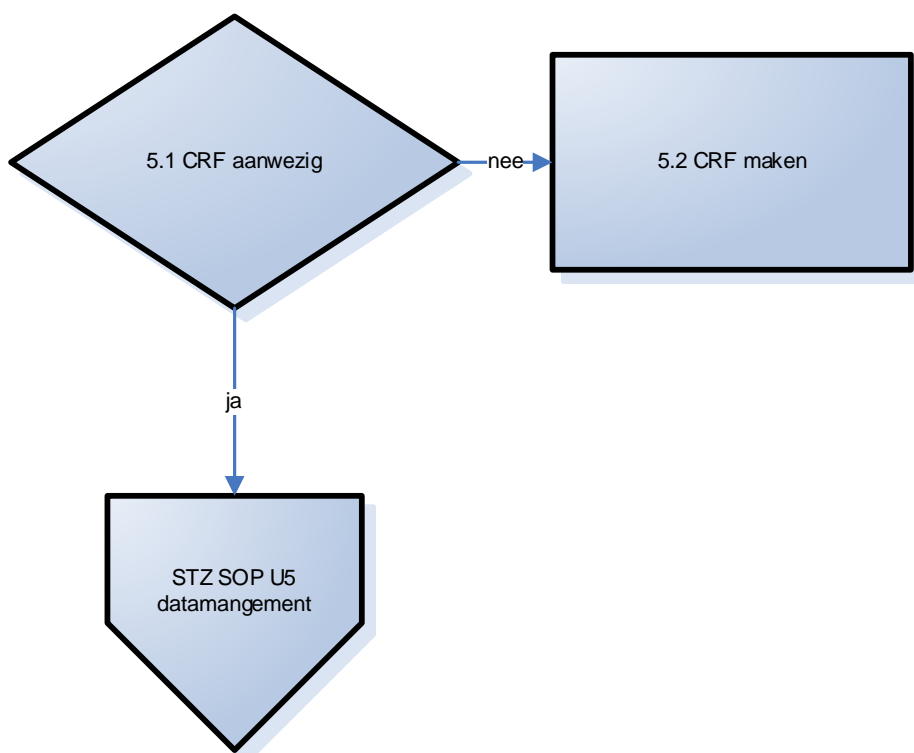 5.1 CRF aanwezig
nee
5.2 CRF maken
ja
STZ SOP U5
datamangement